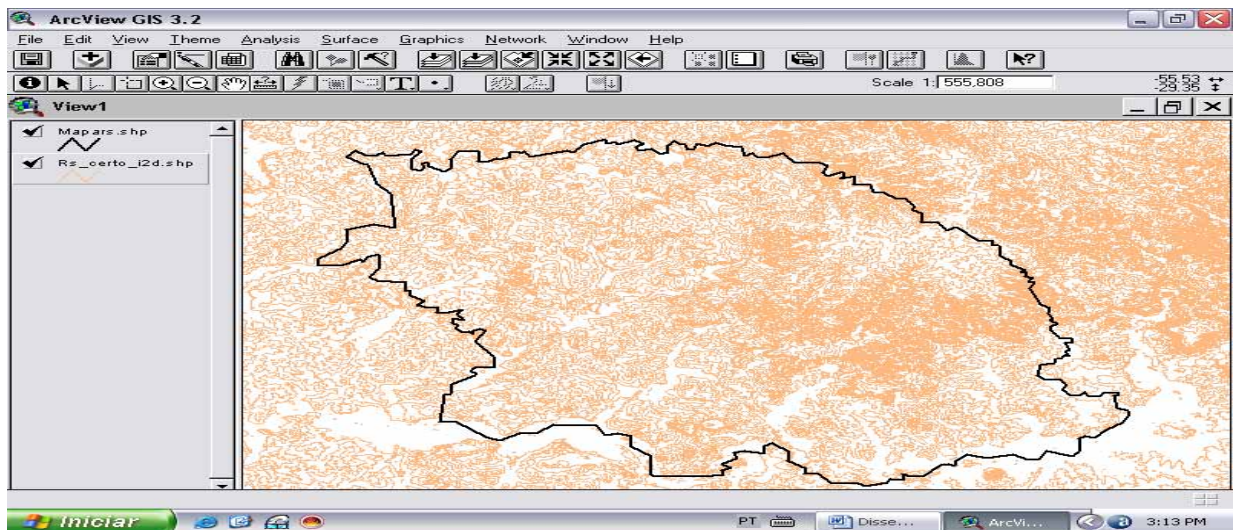 ArcView GIS 3.2
File Edit View Theme Analysis Surface Graphics Network Window Help
Scale 1: 555,808
-55.53
-29.35
View1
Mapars.shp
Rs_certo_i2d.shp
Iniciar
PT
Disse...
ArcVi...
3:13 PM